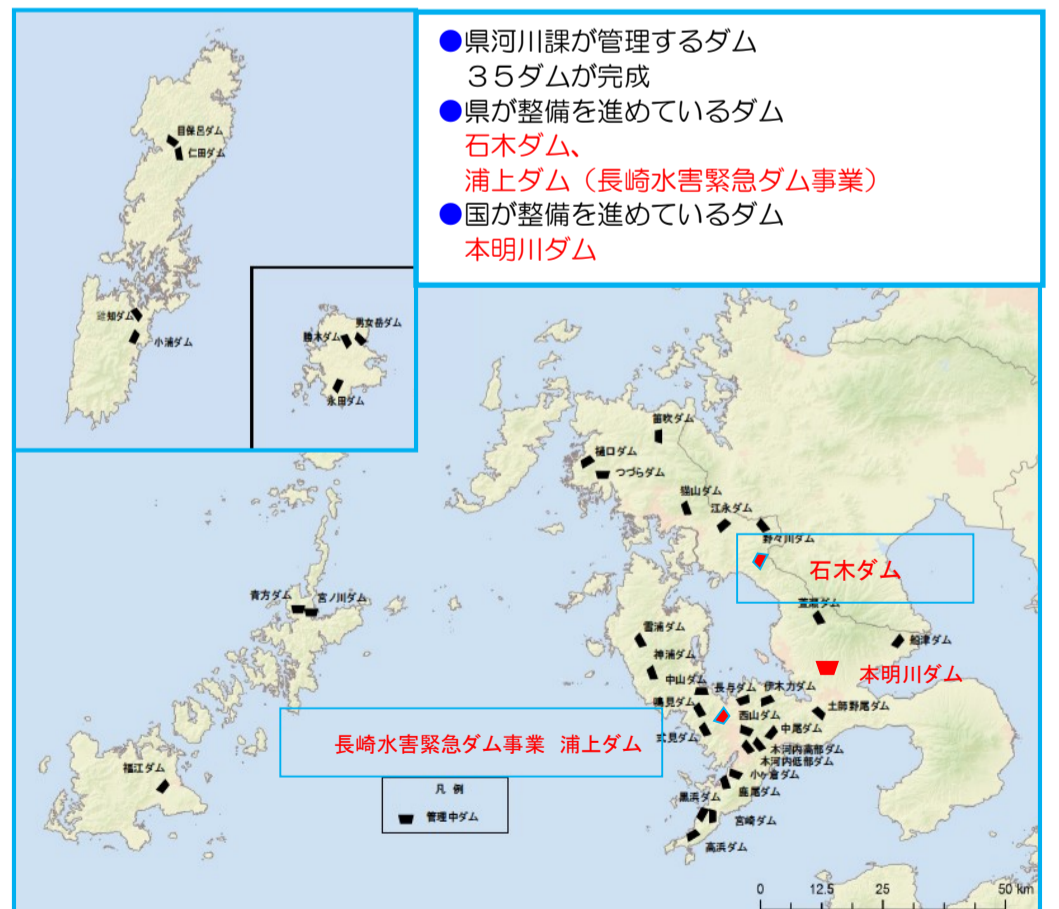 ●県河川課が管理するダム
３５ダムが完成
●県が整備を進めているダム
石木ダム、
浦上ダム（長崎水害緊急ダム事業）
●国が整備を進めているダム
本明川ダム
目保呂ダム
仁田ダム
小浦ダム
男女岳ダム
勝本ダム
永田ダム
笛吹ダム
樋口ダム
つづらダム
猫山ダム
江永ダム
野々川ダム
石木ダム
萱瀬ダム
船津ダム
本明川ダム
青方ダム
宮ノ川ダム
雪浦ダム
神浦ダム
中山ダム
長与ダム
伊木力ダム
鳴見ダム
土師野尾ダム
西山ダム
中尾ダム
式見ダム
木河内高部ダム
木河内低部ダム
長崎水害緊急ダム事業 浦上ダム
小ヶ倉ダム
福江ダム
鹿尾ダム
黒浜ダム
宮崎ダム
高浜ダム
凡 例
管理中ダム
0 12.5 25 50 km